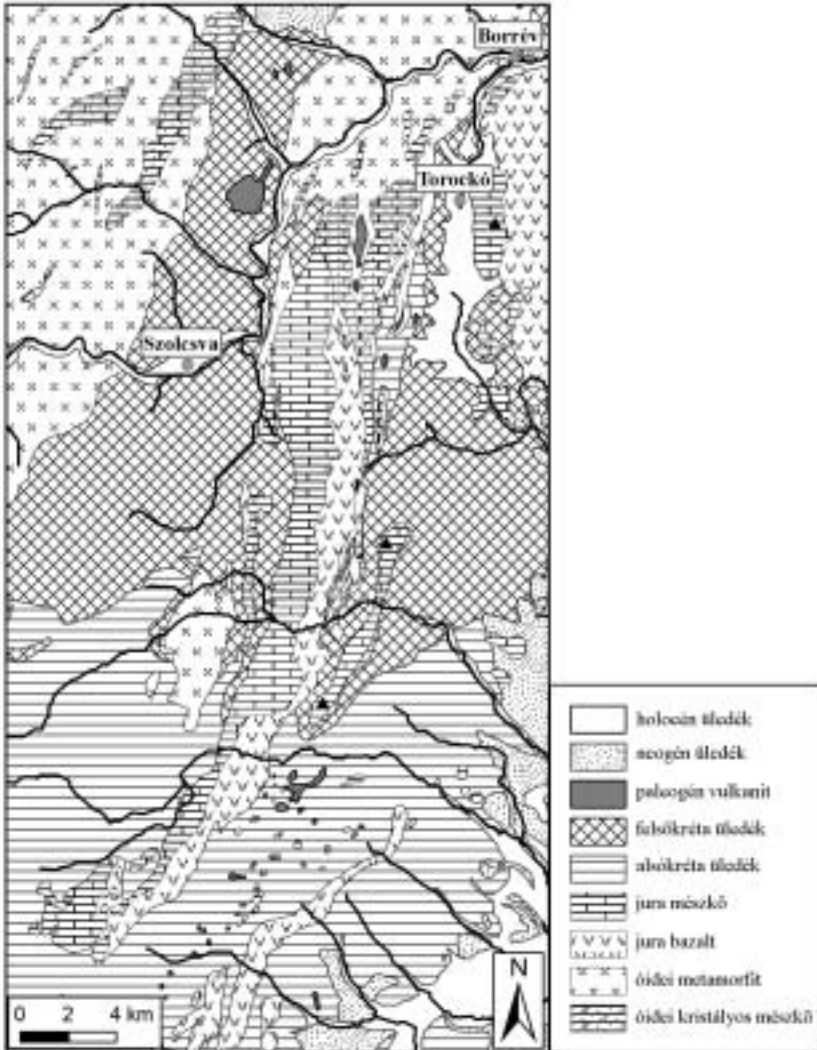 Borrév
Torockó
Szolcsva
N
0 2 4 km
holocén üledék
neogén üledék
paleogén vulkanit
felsőkréta üledék
alsókréta üledék
jura mészkő
jura bazalt
óidei metamorfit
óidei kristályos mészkő